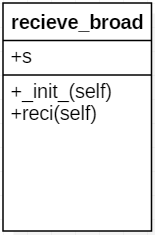 recieve_broad
+s
+_init_(self)
+reci(self)